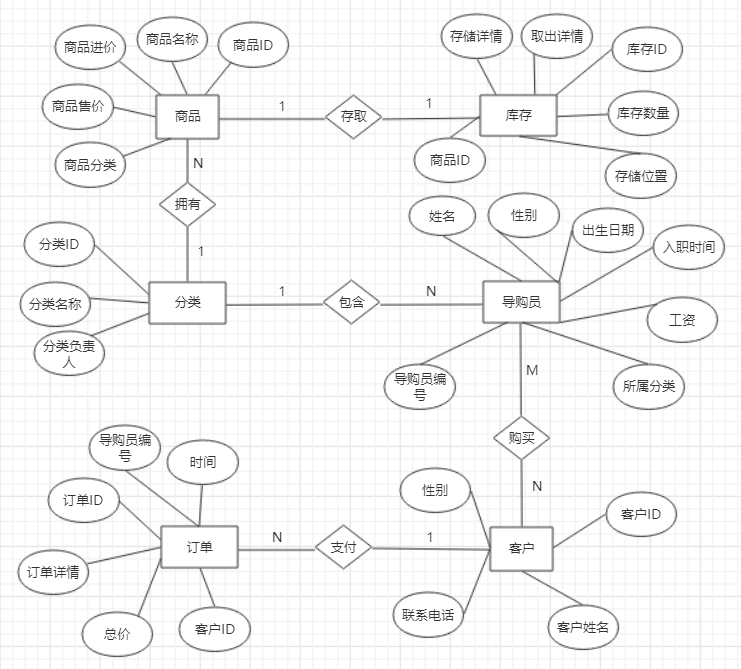 商品进价
商品名称
商品ID
商品售价
商品分类
商品
1
存取
1
存储详情
取出详情
库存ID
库存数量
存储位置
商品ID
库存
N
拥有
1
分类ID
分类名称
分类负责
人
分类
1
包含
N
姓名
性别
出生日期
入职时间
工资
所属分类
导购员编
号
导购员
M
购买
N
导购员编
号
时间
订单ID
订单详情
总价
客户ID
订单
N
支付
1
性别
客户ID
联系电话
客户姓名
客户